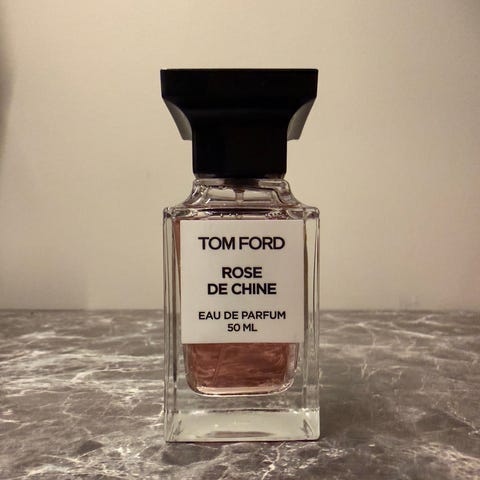 TOM FORD
ROSE
DE CHINE
EAU DE PARFUM
50 ML